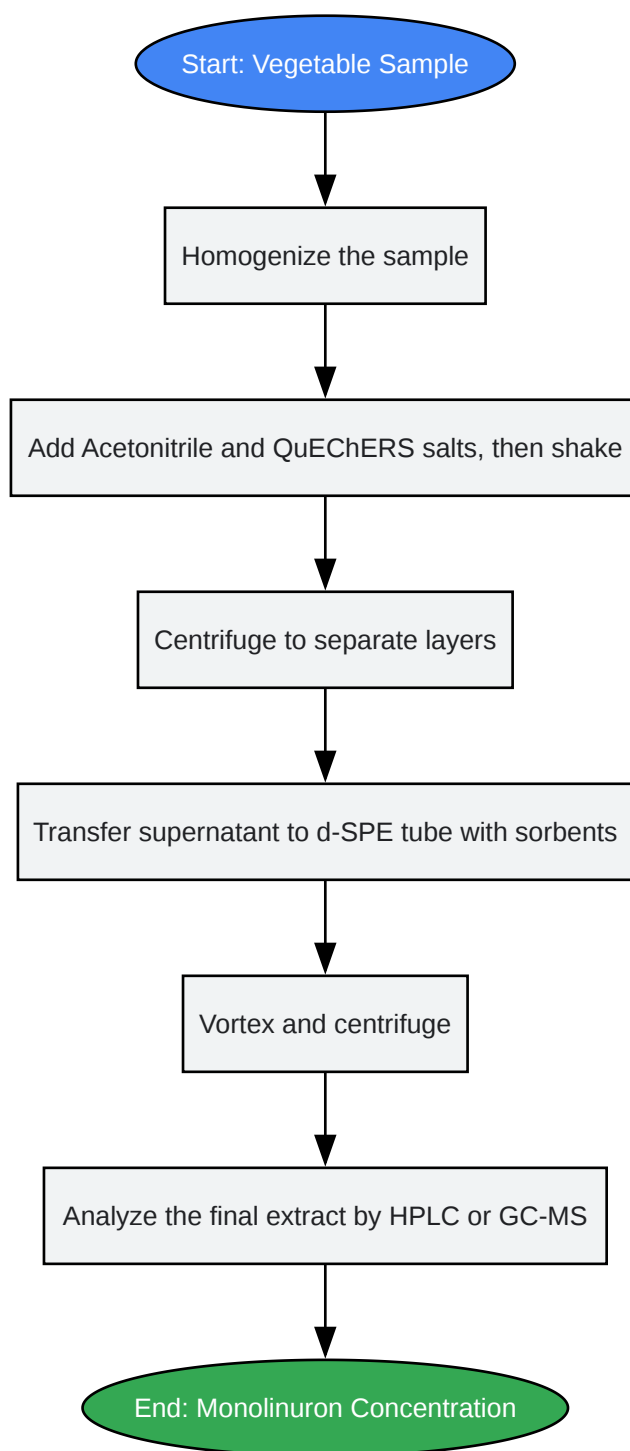 Start: Vegetable Sample
Homogenize the sample
Add Acetonitrile and QuEChERS salts, then shake
Centrifuge to separate layers
Transfer supernatant to d-SPE tube with sorbents
Vortex and centrifuge
Analyze the final extract by HPLC or GC-MS
End: Monolinuron Concentration